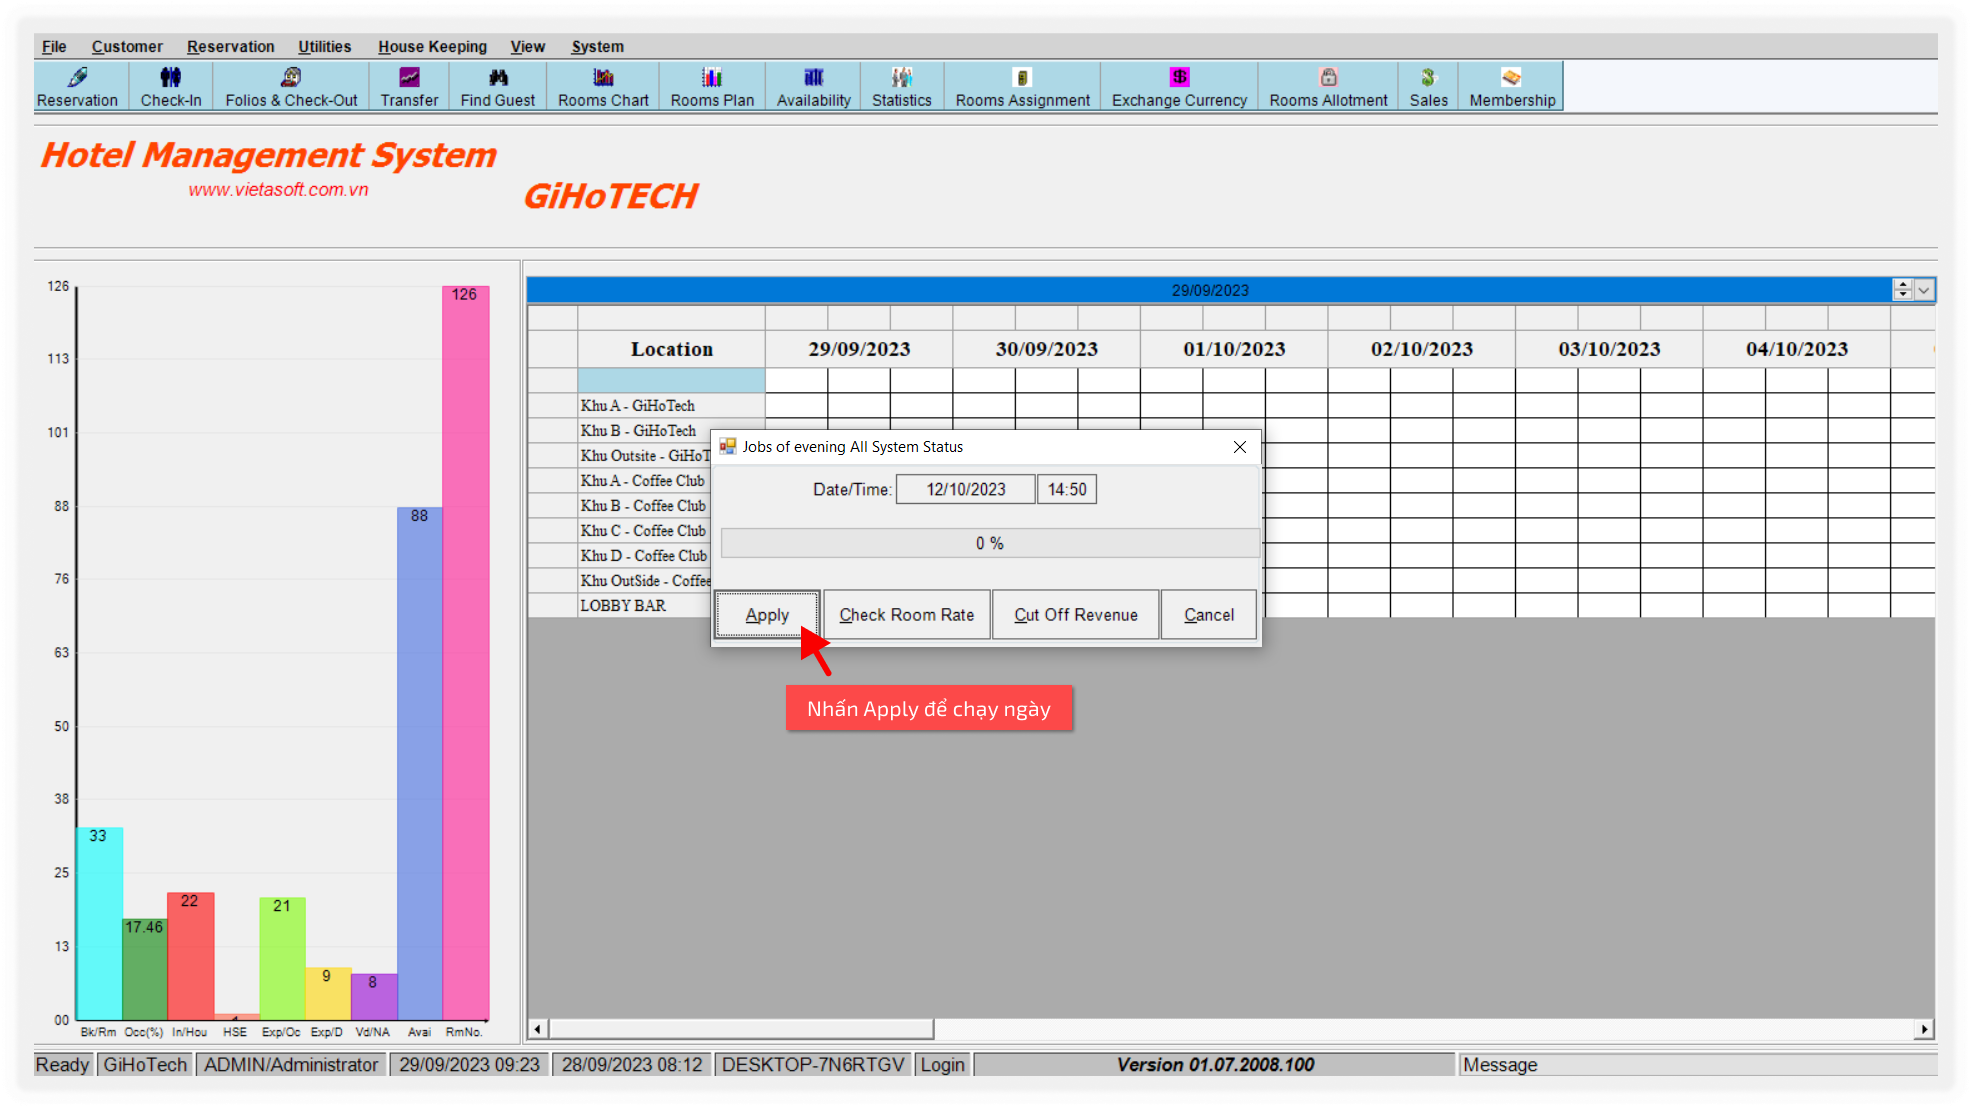 File Customer Reservation Utilities House Keeping View System
Reservation Check-In Folios & Check-Out Transfer Find Guest Rooms Chart Rooms Plan Availability Statistics Rooms Assignment Exchange Currency Rooms Allotment Sales Membership
Hotel Management System
www.vietasoft.com.vn
GiHoTECH
29/09/2023
Location 29/09/2023 30/09/2023 01/10/2023 02/10/2023 03/10/2023 04/10/2023
Khu A - GiHoTech
Khu B - GiHoTech
Khu Outsite - GiHoT
Khu A - Coffee Club
Khu B - Coffee Club
Khu C - Coffee Club
Khu D - Coffee Club
Khu OutSide - Coffee
LOBBY BAR
Jobs of evening All System Status
Date/Time: 12/10/2023 14:50
0 %
Apply Check Room Rate Cut Off Revenue Cancel
Nhấn Apply để chạy ngày
126
113
101
88
76
63
50
38
25
13
00
33
17.46
22
21
9
8
88
126
Bk/Rm Occ(%) In/Hou HSE Exp/Oc Exp/D Vd/NA Avai RmNo.
Ready GiHoTech ADMIN/Administrator 29/09/2023 09:23 28/09/2023 08:12 DESKTOP-7N6RTGV Login Version 01.07.2008.100 Message